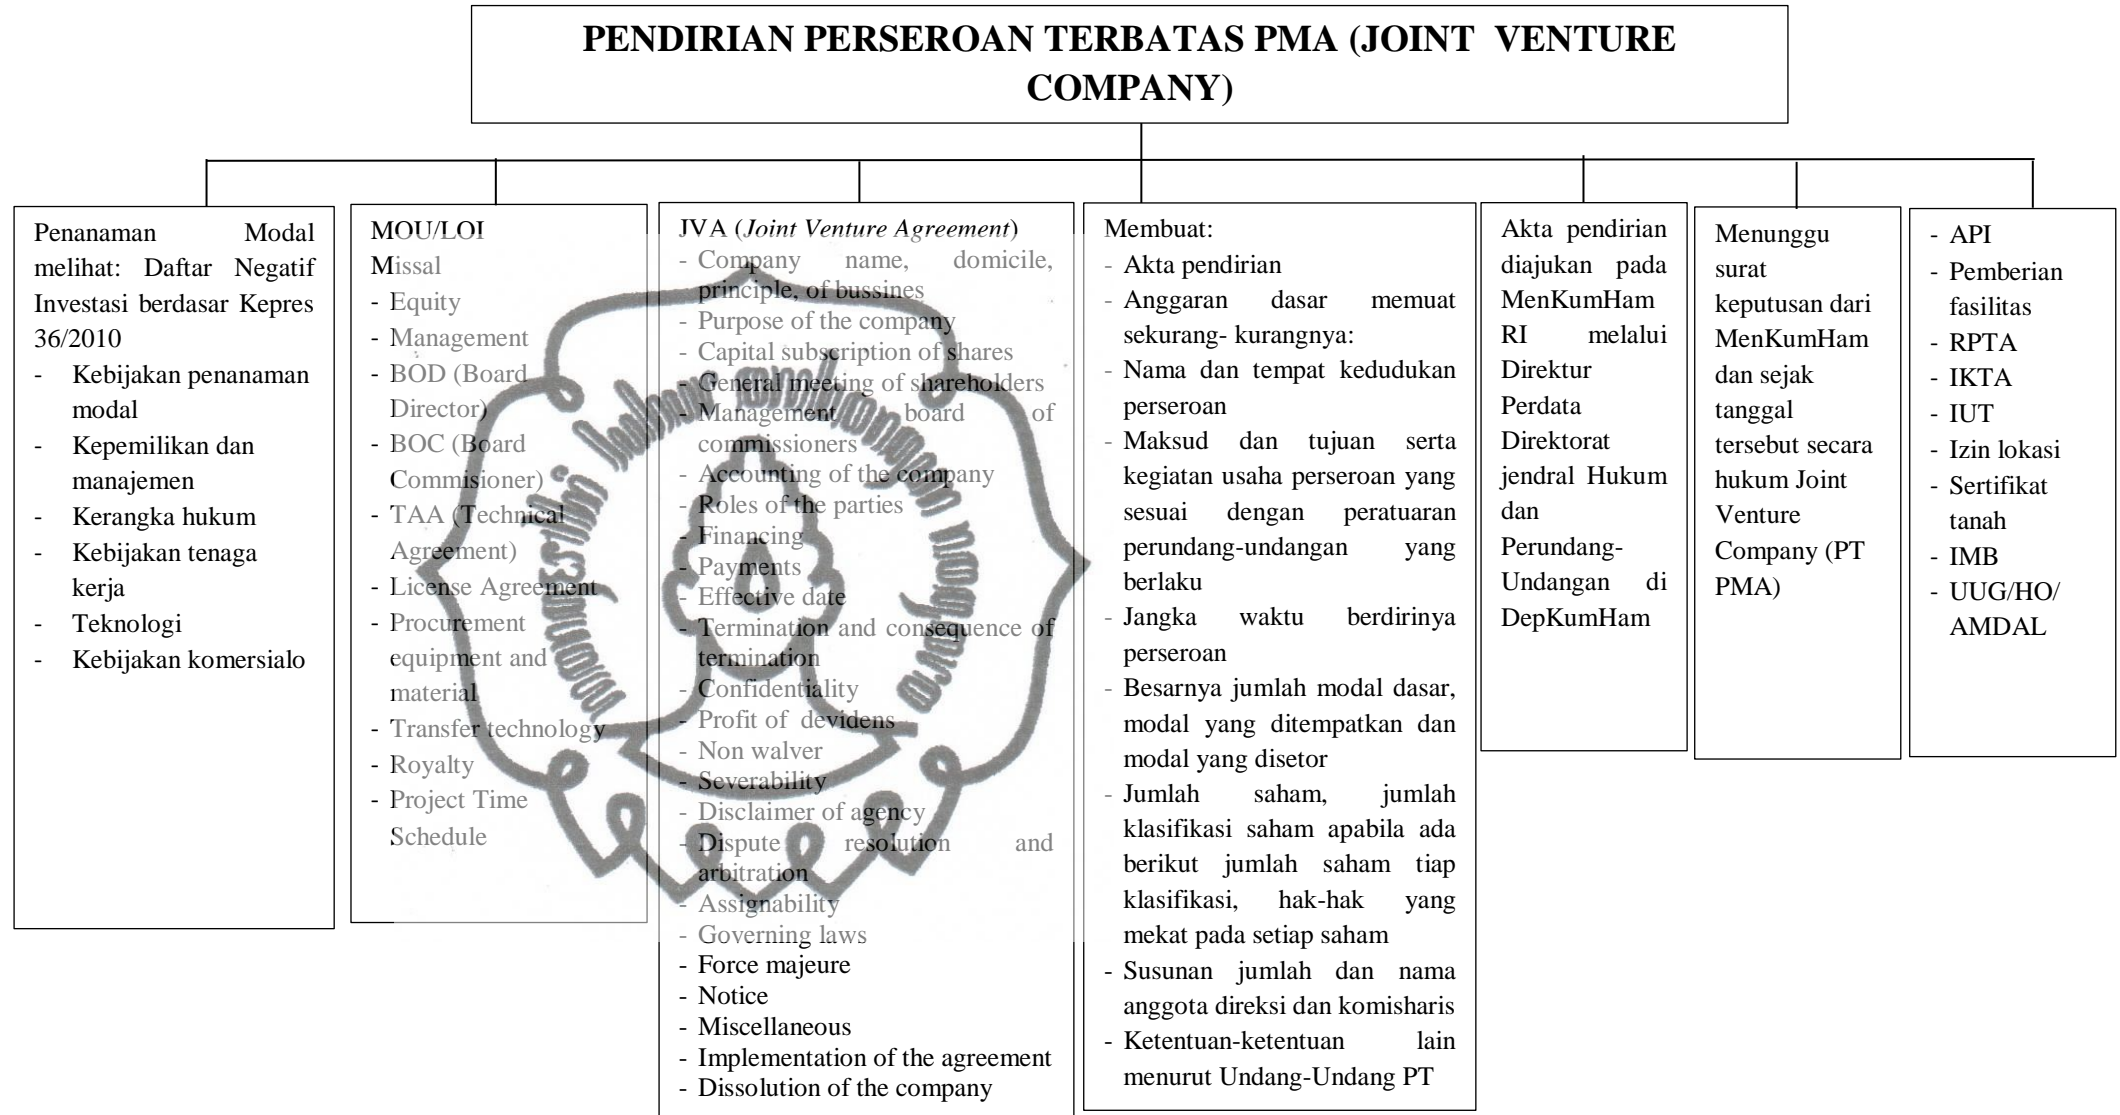 PENDIRIAN PERSEROAN TERBATAS PMA (JOINT VENTURE
COMPANY)
Penanaman Modal
melihat: Daftar Negatif
Investasi berdasar Kepres
36/2010
- Kebijakan penanaman
modal
- Kepemilikan dan
manajemen
- Kerangka hukum
- Kebijakan tenaga
kerja
- Teknologi
- Kebijakan komersialo
MOU/LOI
Missal
- Equity
- Management
- BOD (Board
Director)
- BOC (Board
Commisioner)
- TAA (Technical
Agreement)
- License Agreement
- Procurement
equipment and
material
- Transfer technology
- Royalty
- Project Time
Schedule
JVA (Joint Venture Agreement)
- Company name, domicile,
principle, of bussines
- Purpose of the company
- Capital subscription of shares
- General meeting of shareholders
- Management, board of
commissioners
- Accounting of the company
- Roles of the parties
- Financing
- Payments
- Effective date
- Termination and consequence of
termination
- Confidentiality
- Profit of devidens
- Non walver
- Severability
- Disclaimer of agency
- Dispute resolution and
arbitration
- Assignability
- Governing laws
- Force majeure
- Notice
- Miscellaneous
- Implementation of the agreement
- Dissolution of the company
Membuat:
- Akta pendirian
- Anggaran dasar memuat
sekurang- kurangnya:
- Nama dan tempat kedudukan
perseroan
- Maksud dan tujuan serta
kegiatan usaha perseroan yang
sesuai dengan peratuaran
perundang-undangan yang
berlaku
- Jangka waktu berdirinya
perseroan
- Besarnya jumlah modal dasar,
modal yang ditempatkan dan
modal yang disetor
- Jumlah saham, jumlah
klasifikasi saham apabila ada
berikut jumlah saham tiap
klasifikasi, hak-hak yang
mekat pada setiap saham
- Susunan jumlah dan nama
anggota direksi dan komisharis
- Ketentuan-ketentuan lain
menurut Undang-Undang PT
Akta pendirian
diajukan pada
MenKumHam
RI melalui
Direktur
Perdata
Direktorat
jendral Hukum
dan
Perundang-
Undangan di
DepKumHam
Menunggu
surat
keputusan dari
MenKumHam
dan sejak
tanggal
tersebut secara
hukum Joint
Venture
Company (PT
PMA)
- API
- Pemberian
fasilitas
- RPTA
- IKTA
- IUT
- Izin lokasi
- Sertifikat
tanah
- IMB
- UUG/HO/
AMDAL